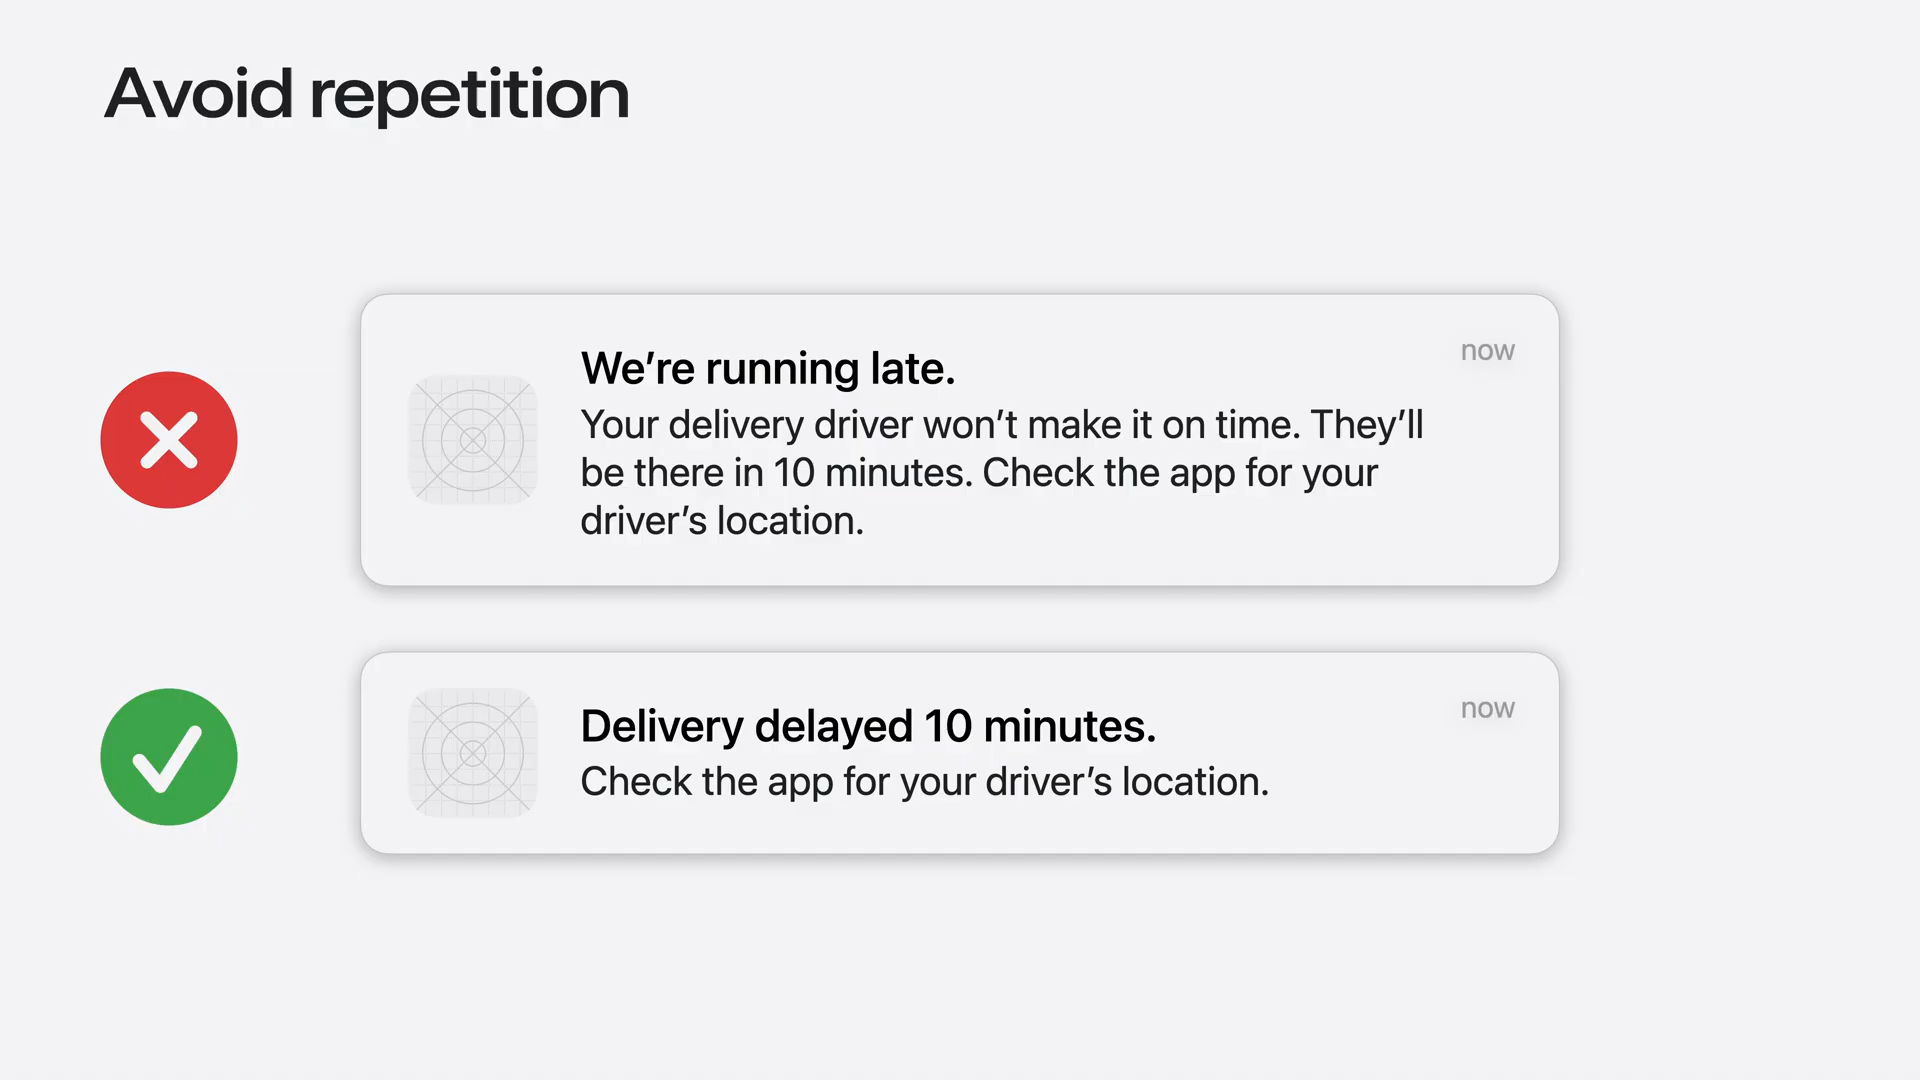 Avoid repetition
We’re running late.
now
Your delivery driver won’t make it on time. They’ll
be there in 10 minutes. Check the app for your
driver’s location.
Delivery delayed 10 minutes.
now
Check the app for your driver’s location.